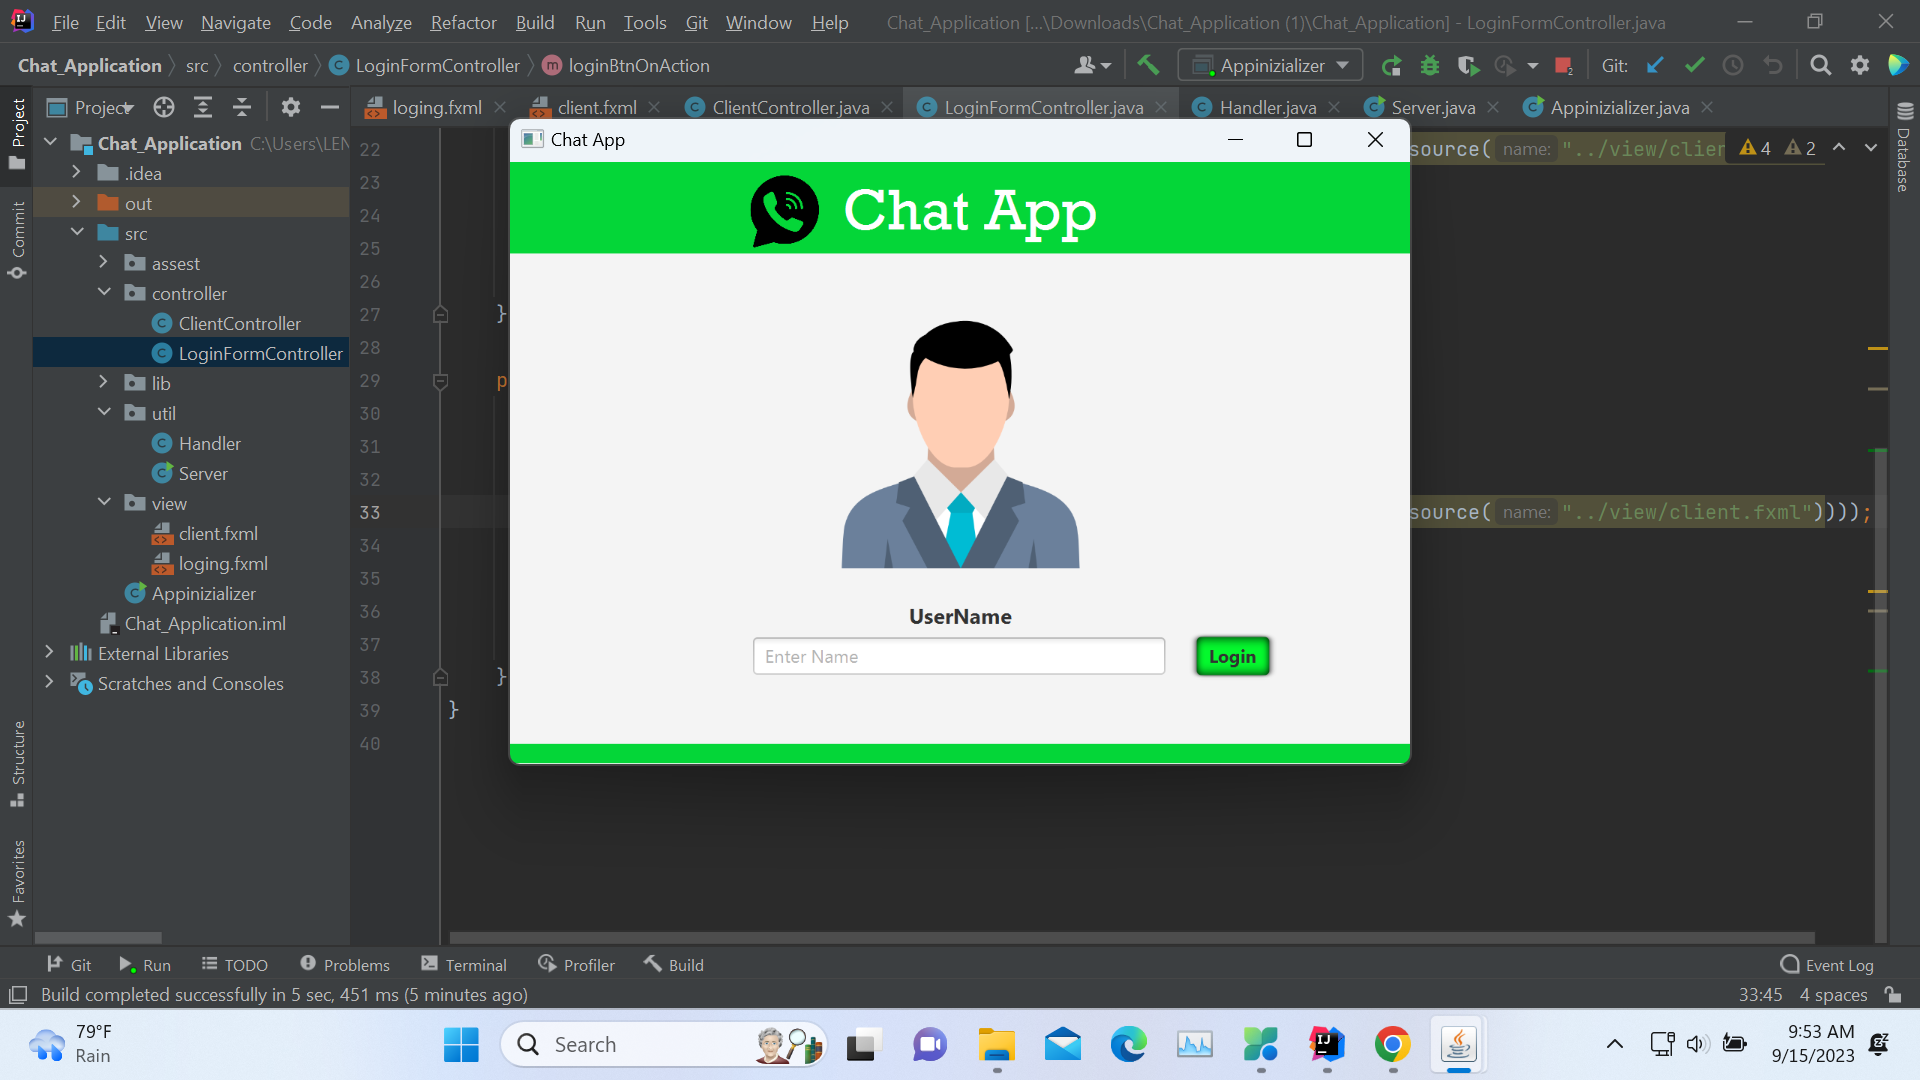 File Edit View Navigate Code Analyze Refactor Build Run Tools Git Window Help Chat_Application [...\Downloads\Chat_Application (1)\Chat_Application] - LoginFormController.java
Chat_Application src controller LoginFormController loginBtnOnAction Appinizializer 2 Git:
Project loging.fxml client.fxml ClientController.java LoginFormController.java Handler.java Server.java Appinizializer.java
Project
Commit
Structure
Favorites
Database
Chat_Application C:\Users\LEN
.idea
out
src
assest
controller
ClientController
LoginFormController
lib
util
Handler
Server
view
client.fxml
loging.fxml
Appinizializer
Chat_Application.iml
External Libraries
Scratches and Consoles
22 source( name: "../view/clien 4 2
23
24
25
26
27 }
28
29 p
30
31
32
33 source( name: "../view/client.fxml"))));
34
35
36
37
38 }
39 }
40
Chat App
Chat App
UserName
Enter Name
Login
Git Run TODO Problems Terminal Profiler Build Event Log
Build completed successfully in 5 sec, 451 ms (5 minutes ago) 33:45 4 spaces
79°F
Rain
Search
IJ
9:53 AM
9/15/2023